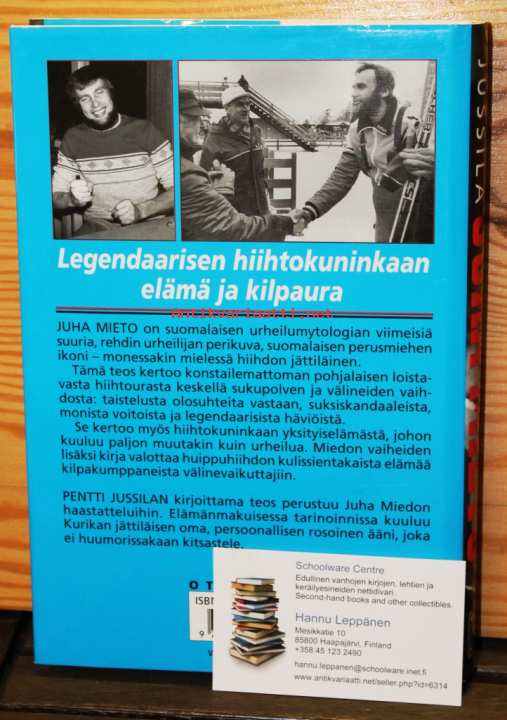 Legendaarisen hiihtokuninkaan
elämä ja kilpaura
antikvariaatti.net
JUHA MIETO on suomalaisen urheilumytologian viimeisiä
suuria, rehdin urheilijan perikuva, suomalaisen perusmiehen
ikoni – monessakin mielessä hiihdon jättiläinen.
Tämä teos kertoo konstailemattoman pohjalaisen loista-
vasta hiihtourasta keskellä sukupolven ja välineiden vaih-
dosta: taistelusta olosuhteita vastaan, suksiskandaaleista,
monista voitoista ja legendaarisista häviöistä.
Se kertoo myös hiihtokuninkaan yksityiselämästä, johon
kuuluu paljon muutakin kuin urheilua. Miedon vaiheiden
lisäksi kirja valottaa huippuhiihdon kulissientakaista elämää
kilpakumppaneista välinevaikuttajiin.
PENTTI JUSSILAN kirjoittama teos perustuu Juha Miedon
haastatteluihin. Elämänmakuisessa tarinoinnissa kuuluu
Kurikan jättiläisen oma, persoonallisen rosoinen ääni, joka
ei huumorissakaan kitsastele.
O T
ISBN
9
JUSSILA
Schoolware Centre
Edullinen vanhojen kirjojen, lehtien ja
keräilyesineiden nettidivari.
Second-hand books and other collectibles.
Hannu Leppänen
Mesikkatie 10
85800 Haapajärvi, Finland
+358 45 123 2490
hannu.leppanen@schoolware.inet.fi
www.antikvariaatti.net/seller.php?id=6314